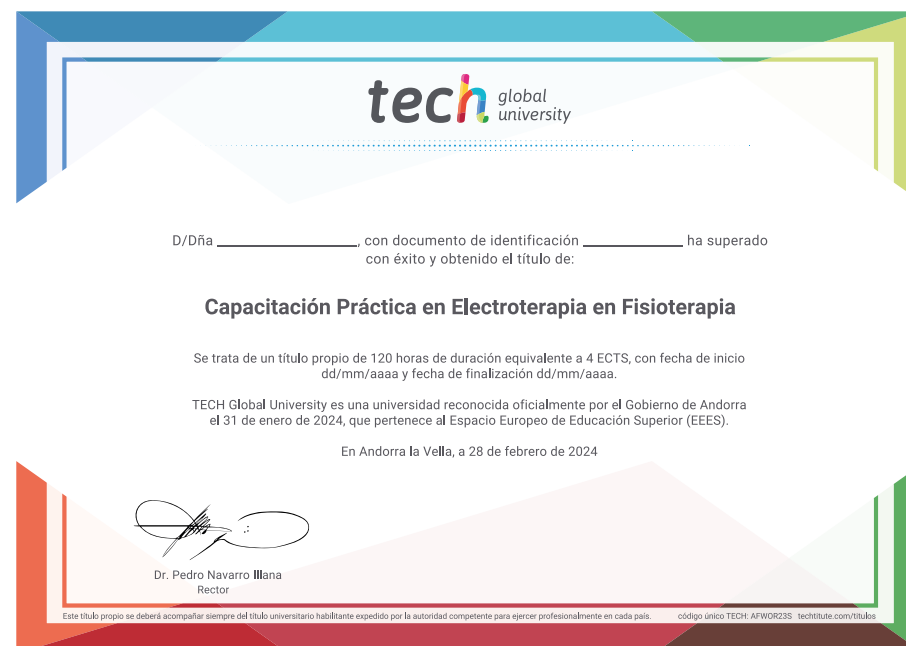 tech global university
D/Dña ____________________, con documento de identificación ______________ ha superado
con éxito y obtenido el título de:
Capacitación Práctica en Electroterapia en Fisioterapia
Se trata de un título propio de 120 horas de duración equivalente a 4 ECTS, con fecha de inicio
dd/mm/aaaa y fecha de finalización dd/mm/aaaa.
TECH Global University es una universidad reconocida oficialmente por el Gobierno de Andorra
el 31 de enero de 2024, que pertenece al Espacio Europeo de Educación Superior (EEES).
En Andorra la Vella, a 28 de febrero de 2024
Dr. Pedro Navarro Illana
Rector
Este título propio se deberá acompañar siempre del título universitario habilitante expedido por la autoridad competente para ejercer profesionalmente en cada país. código único TECH: AFWOR23S techtitute.com/titulos